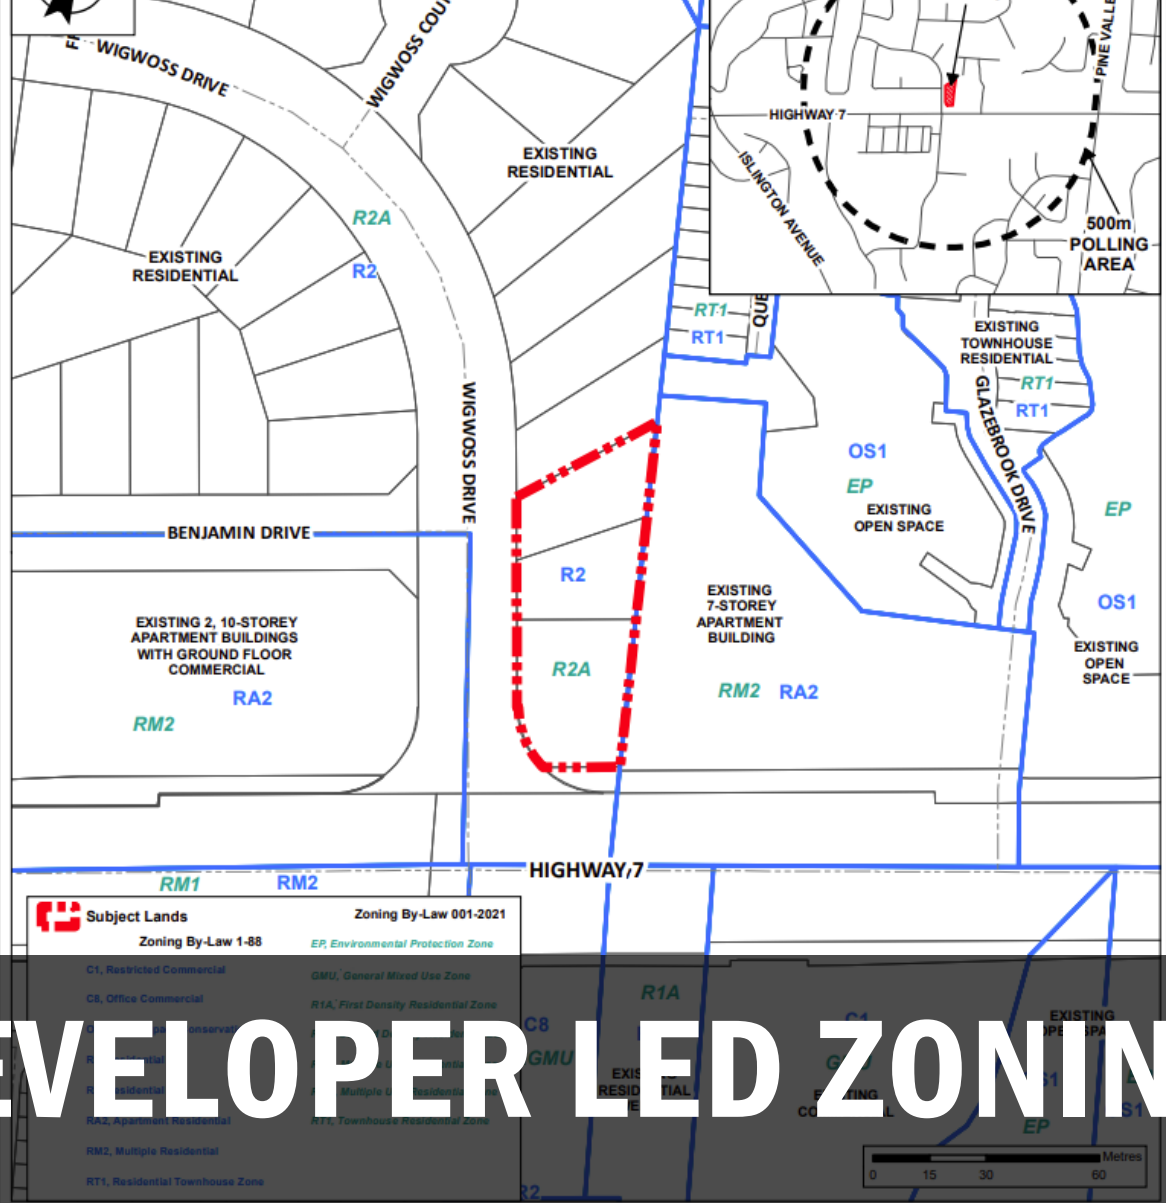 WIGWOSS DRIVE
PINE VALLE
HIGHWAY 7
ISLINGTON AVENUE
500m
POLLING
AREA
EXISTING
RESIDENTIAL
R2A
R2
EXISTING
RESIDENTIAL
RT1
RT1
QUE
EXISTING
TOWNHOUSE
RESIDENTIAL
RT1
RT1
GLAZEBROOK DRIVE
WIGWOSS DRIVE
OS1
EP
EXISTING
OPEN SPACE
EP
OS1
EXISTING
OPEN
SPACE
BENJAMIN DRIVE
R2
R2A
EXISTING
7-STOREY
APARTMENT
BUILDING
RM2 RA2
EXISTING 2, 10-STOREY
APARTMENT BUILDINGS
WITH GROUND FLOOR
COMMERCIAL
RA2
RM2
HIGHWAY 7
RM1 RM2
Subject Lands
Zoning By-Law 1-88
C1, Restricted Commercial
C8, Office Commercial
RA2, Apartment Residential
RM2, Multiple Residential
RT1, Residential Townhouse Zone
Zoning By-Law 001-2021
EP, Environmental Protection Zone
GMU, General Mixed Use Zone
R1A, First Density Residential Zone
RT1, Townhouse Residential Zone
R1A
C8
GMU
EXISTING
EP
R2
EVELOPER LED ZONIN
Metres
0 15 30 60